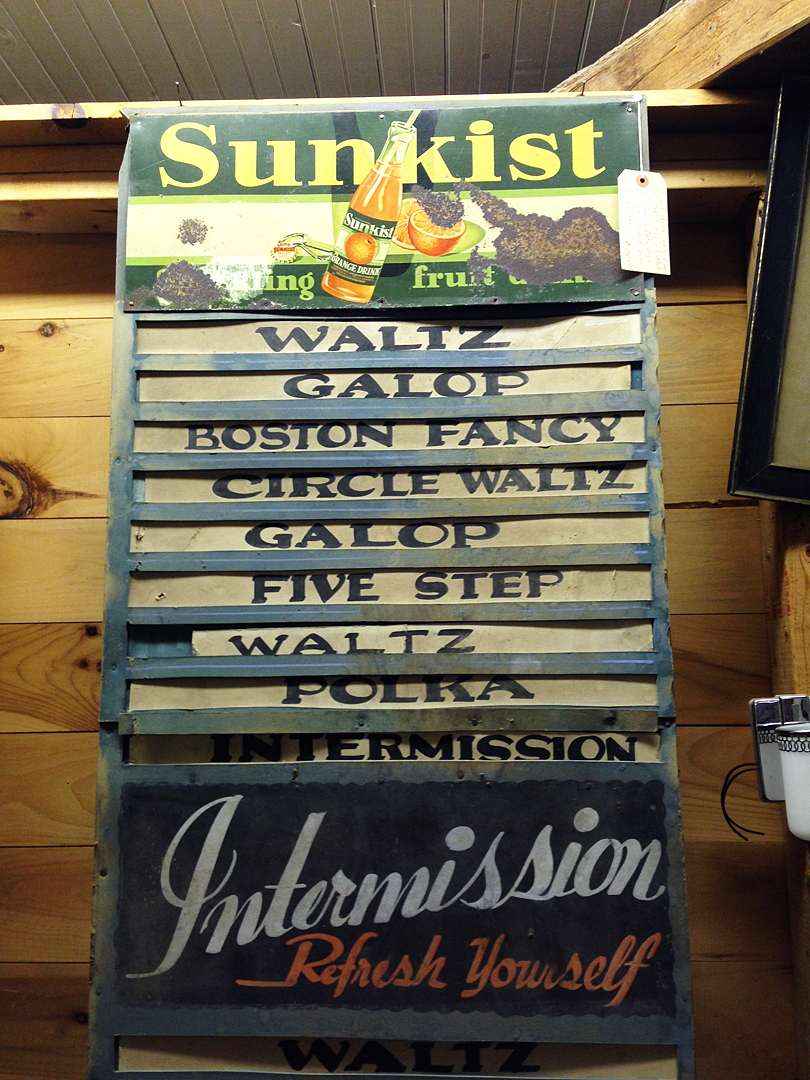 Sunkist
Sunkist
ORANGE DRINK
fruit
WALTZ
GALOP
BOSTON FANCY
CIRCLE WALTZ
GALOP
FIVE STEP
WALTZ
POLKA
INTERMISSION
Intermission
Refresh Yourself
WALTZ